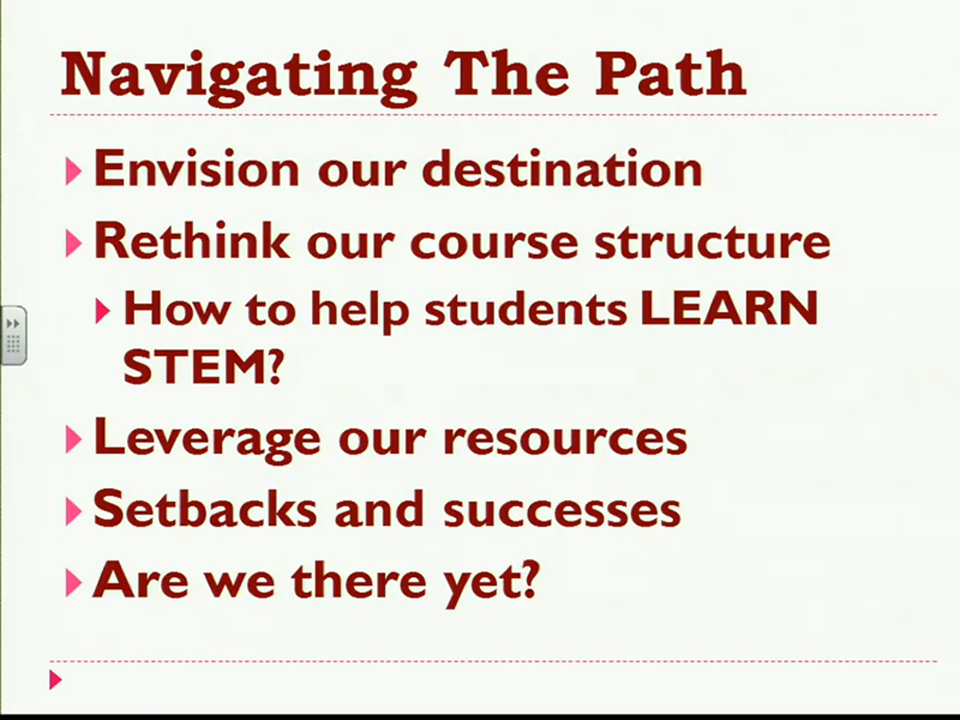 Navigating The Path
Envision our destination
Rethink our course structure
How to help students LEARN
STEM?
Leverage our resources
Setbacks and successes
Are we there yet?